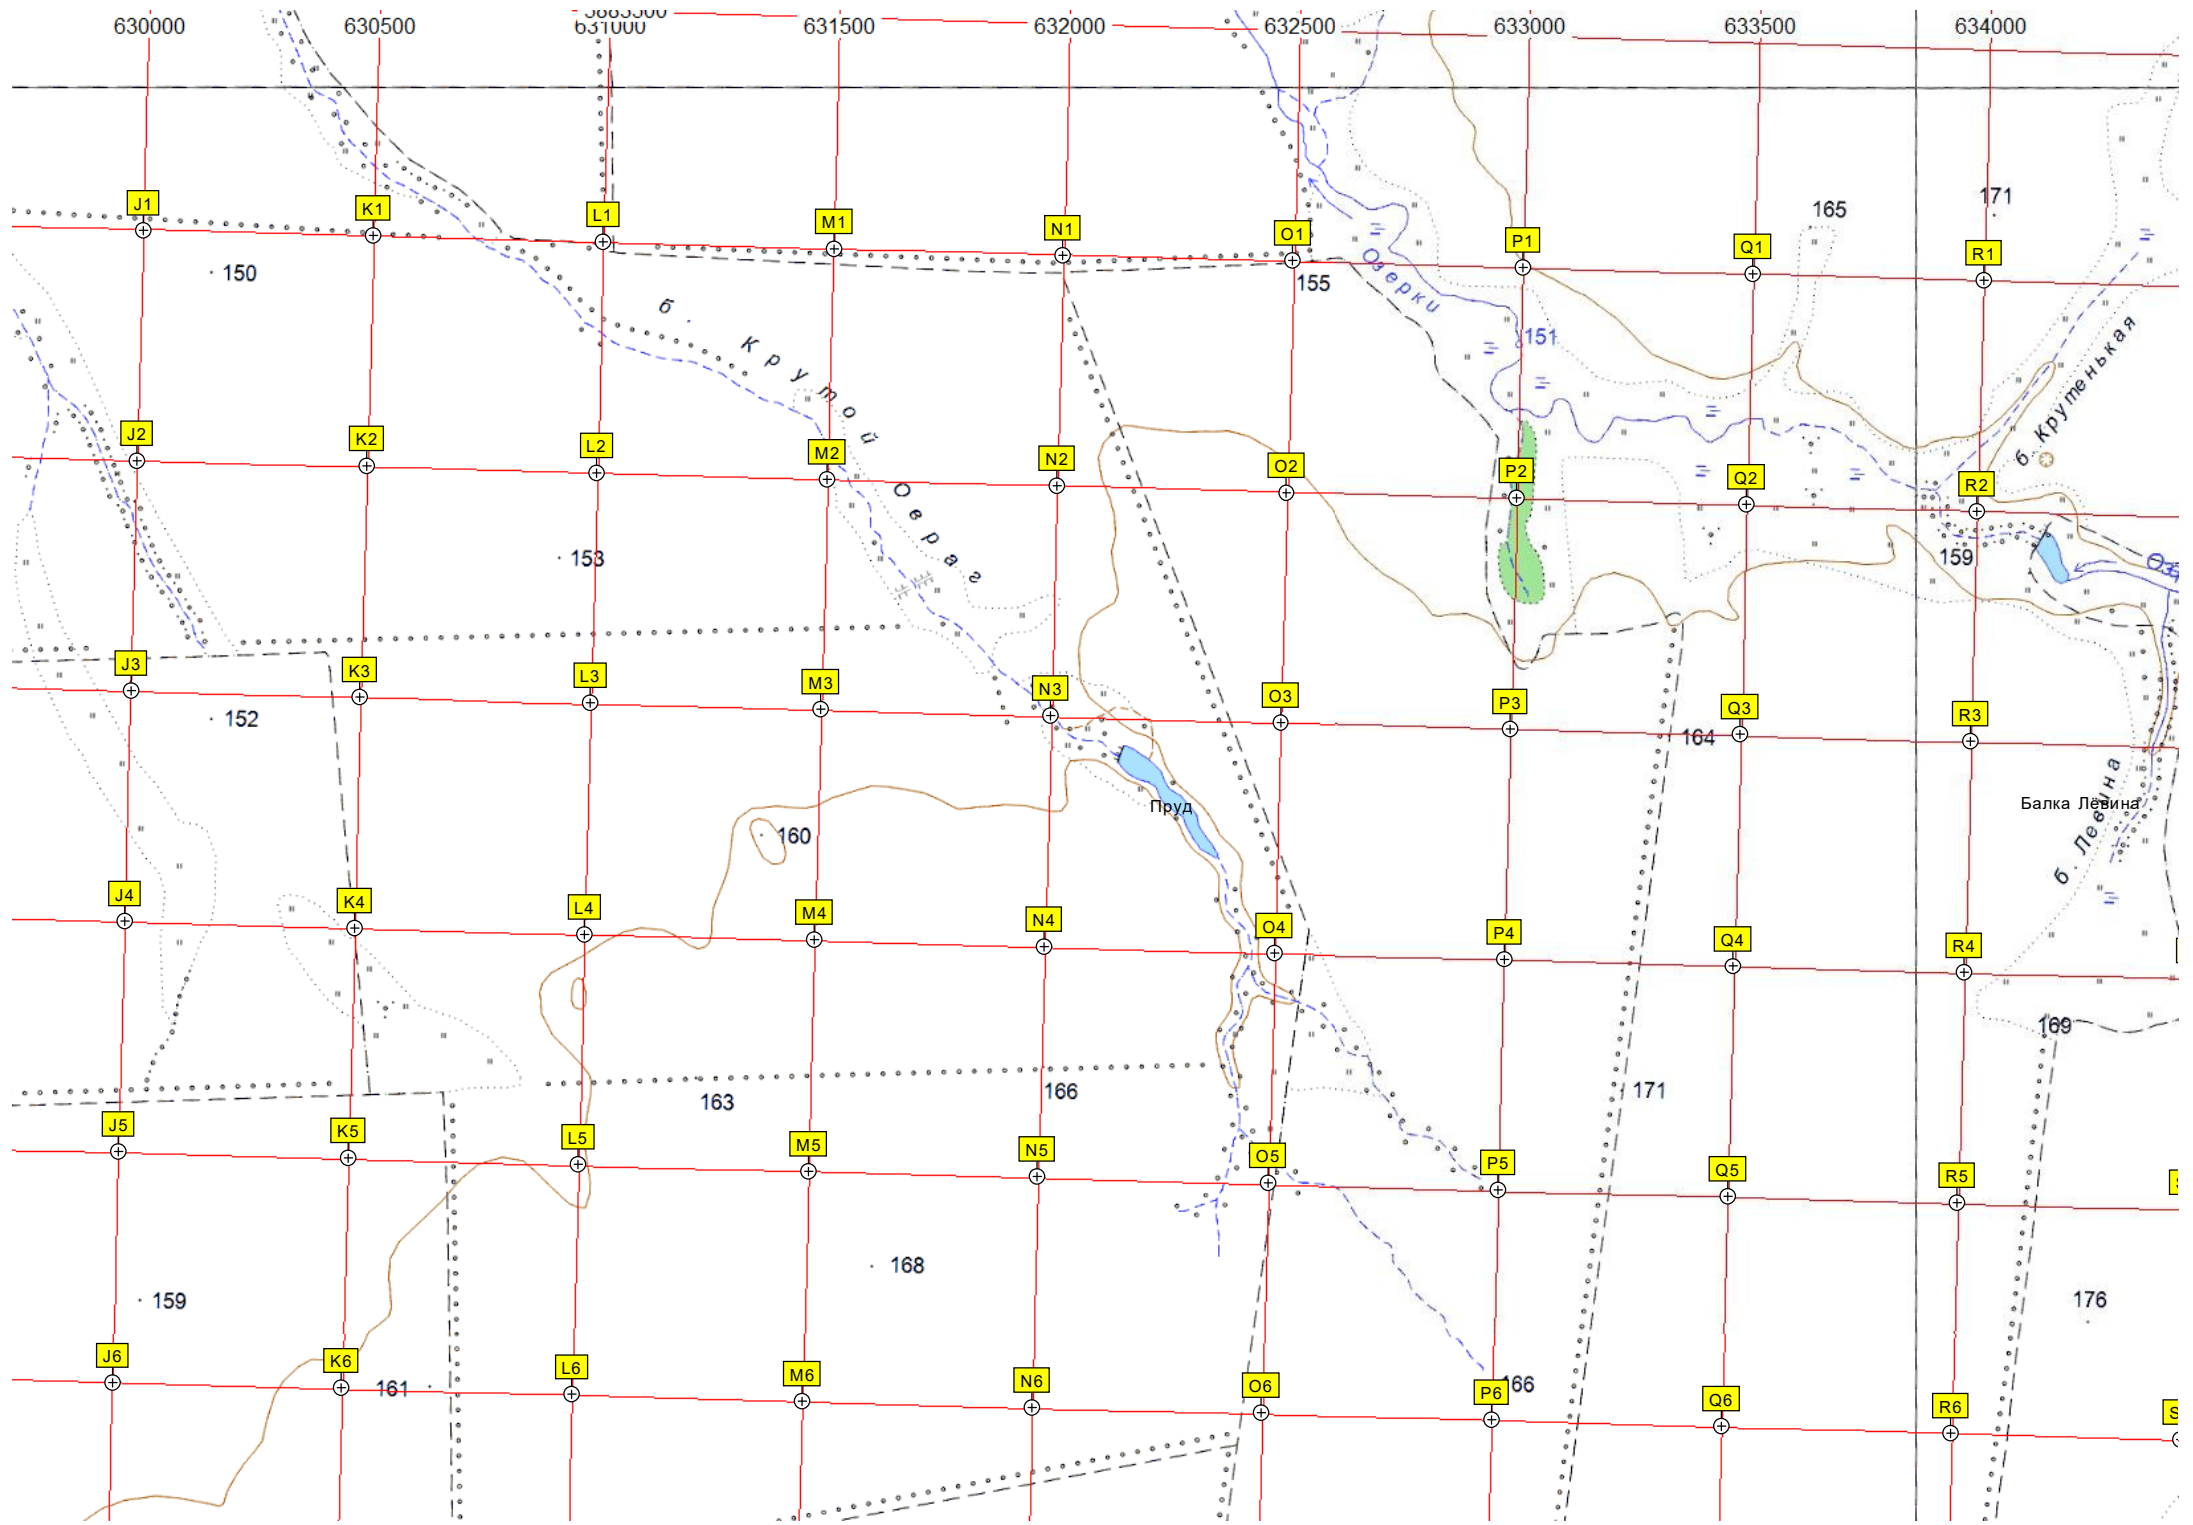 5883500
630000 630500 631000 631500 632000 632500 633000 633500 634000
165 171
J1 K1 L1 M1 N1 O1 P1 Q1 R1
150 155
Озерки
б. Крутой Овраг
151
б. Крутенькая
J2 K2 L2 M2 N2 O2 P2 Q2 R2
153 159
J3 K3 L3 M3 N3 O3 P3 Q3 R3
152 164
160
Пруд
Балка Лёвина
б. Левина
J4 K4 L4 M4 N4 O4 P4 Q4 R4
169
163 166 171
J5 K5 L5 M5 N5 O5 P5 Q5 R5
168
159 176
J6 K6 L6 M6 N6 O6 P6 Q6 R6
161 166